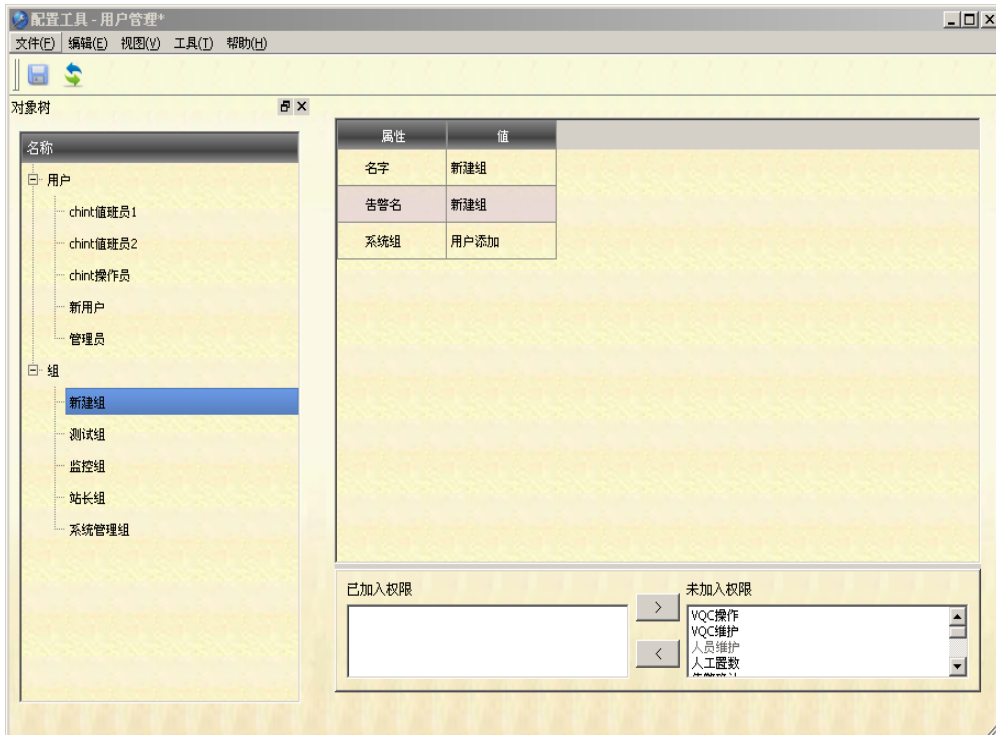 配置工具 - 用户管理*
文件(F) 编辑(E) 视图(V) 工具(T) 帮助(H)
对象树
名称
用户
chint值班员1
chint值班员2
chint操作员
新用户
管理员
组
新建组
测试组
监控组
站长组
系统管理组
属性 值
名字 新建组
告警名 新建组
系统组 用户添加
已加入权限
> 
<
未加入权限
VQC操作
VQC维护
人员维护
人工置数